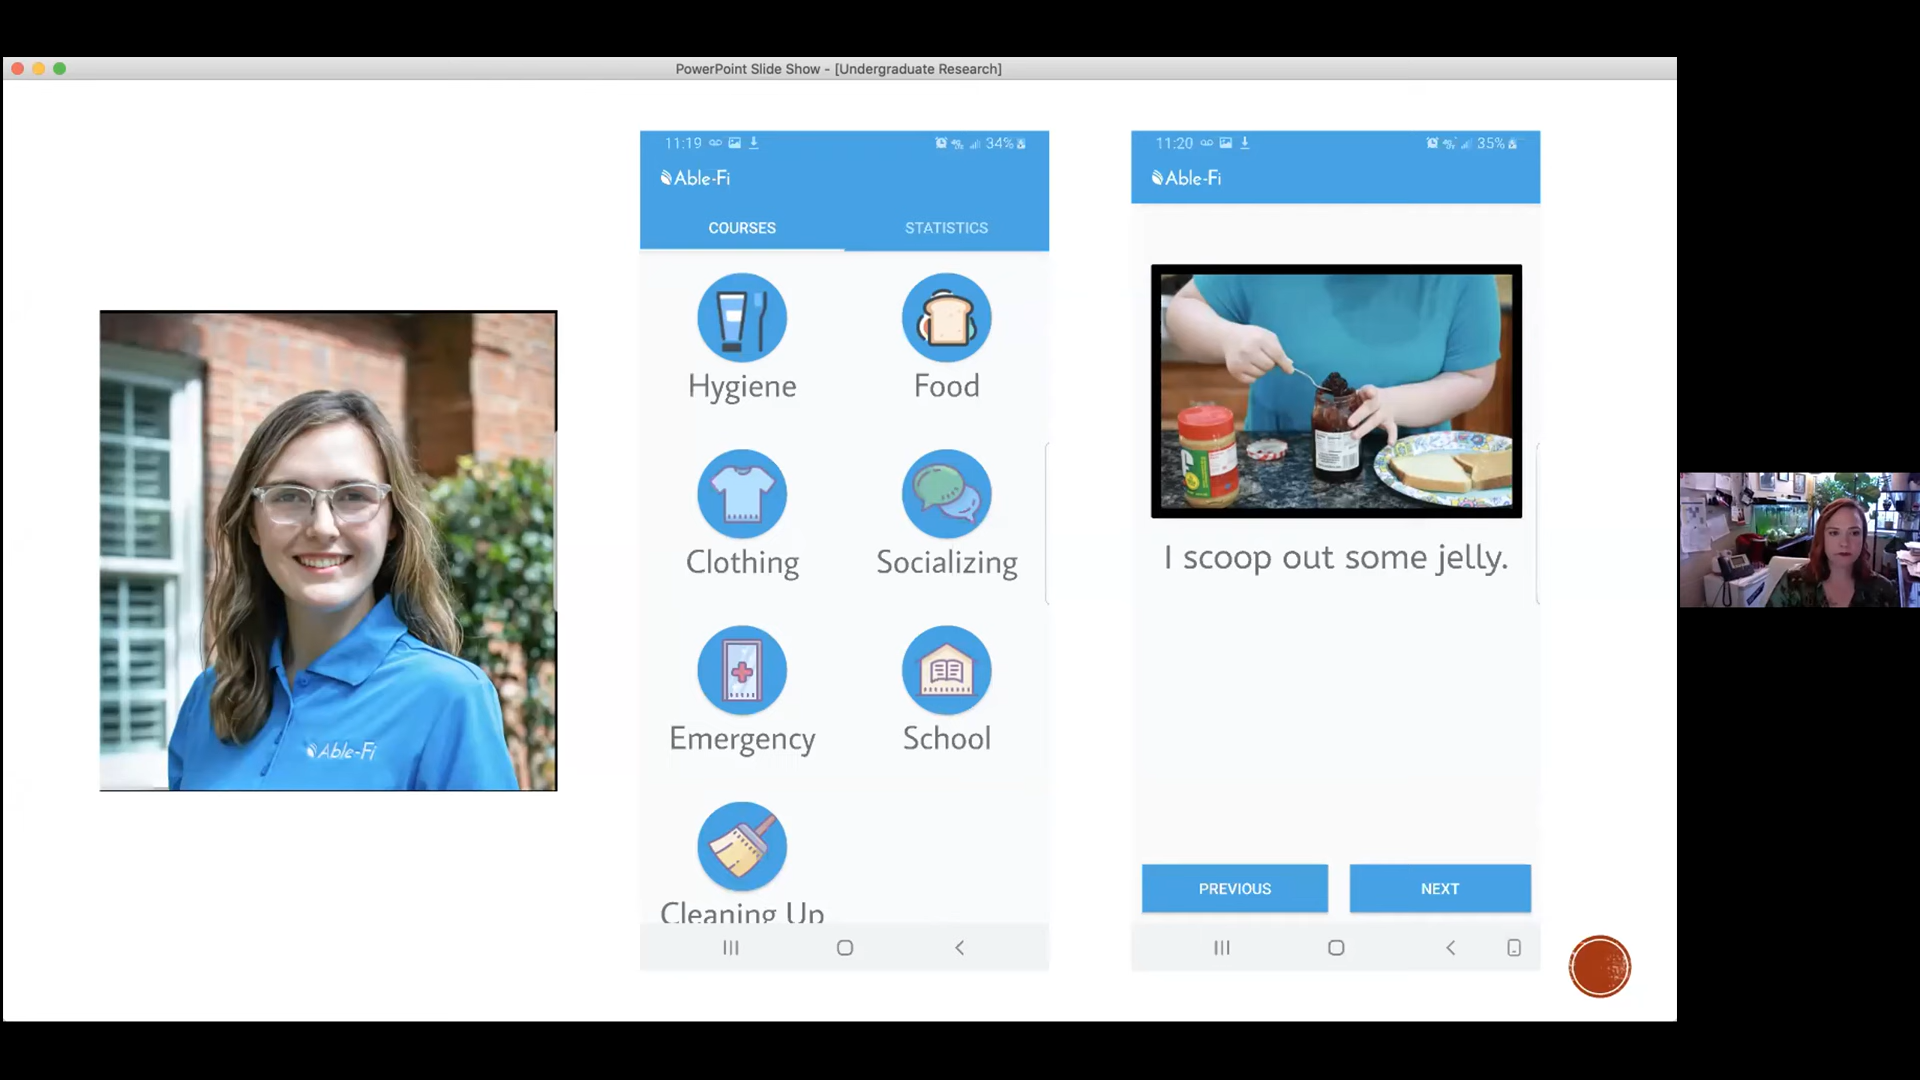 PowerPoint Slide Show - [Undergraduate Research]
Able-Fi
11:19
34%
Able-Fi
COURSES STATISTICS
Hygiene Food
Clothing Socializing
Emergency School
Cleaning Up
11:20
35%
Able-Fi
I scoop out some jelly.
PREVIOUS NEXT